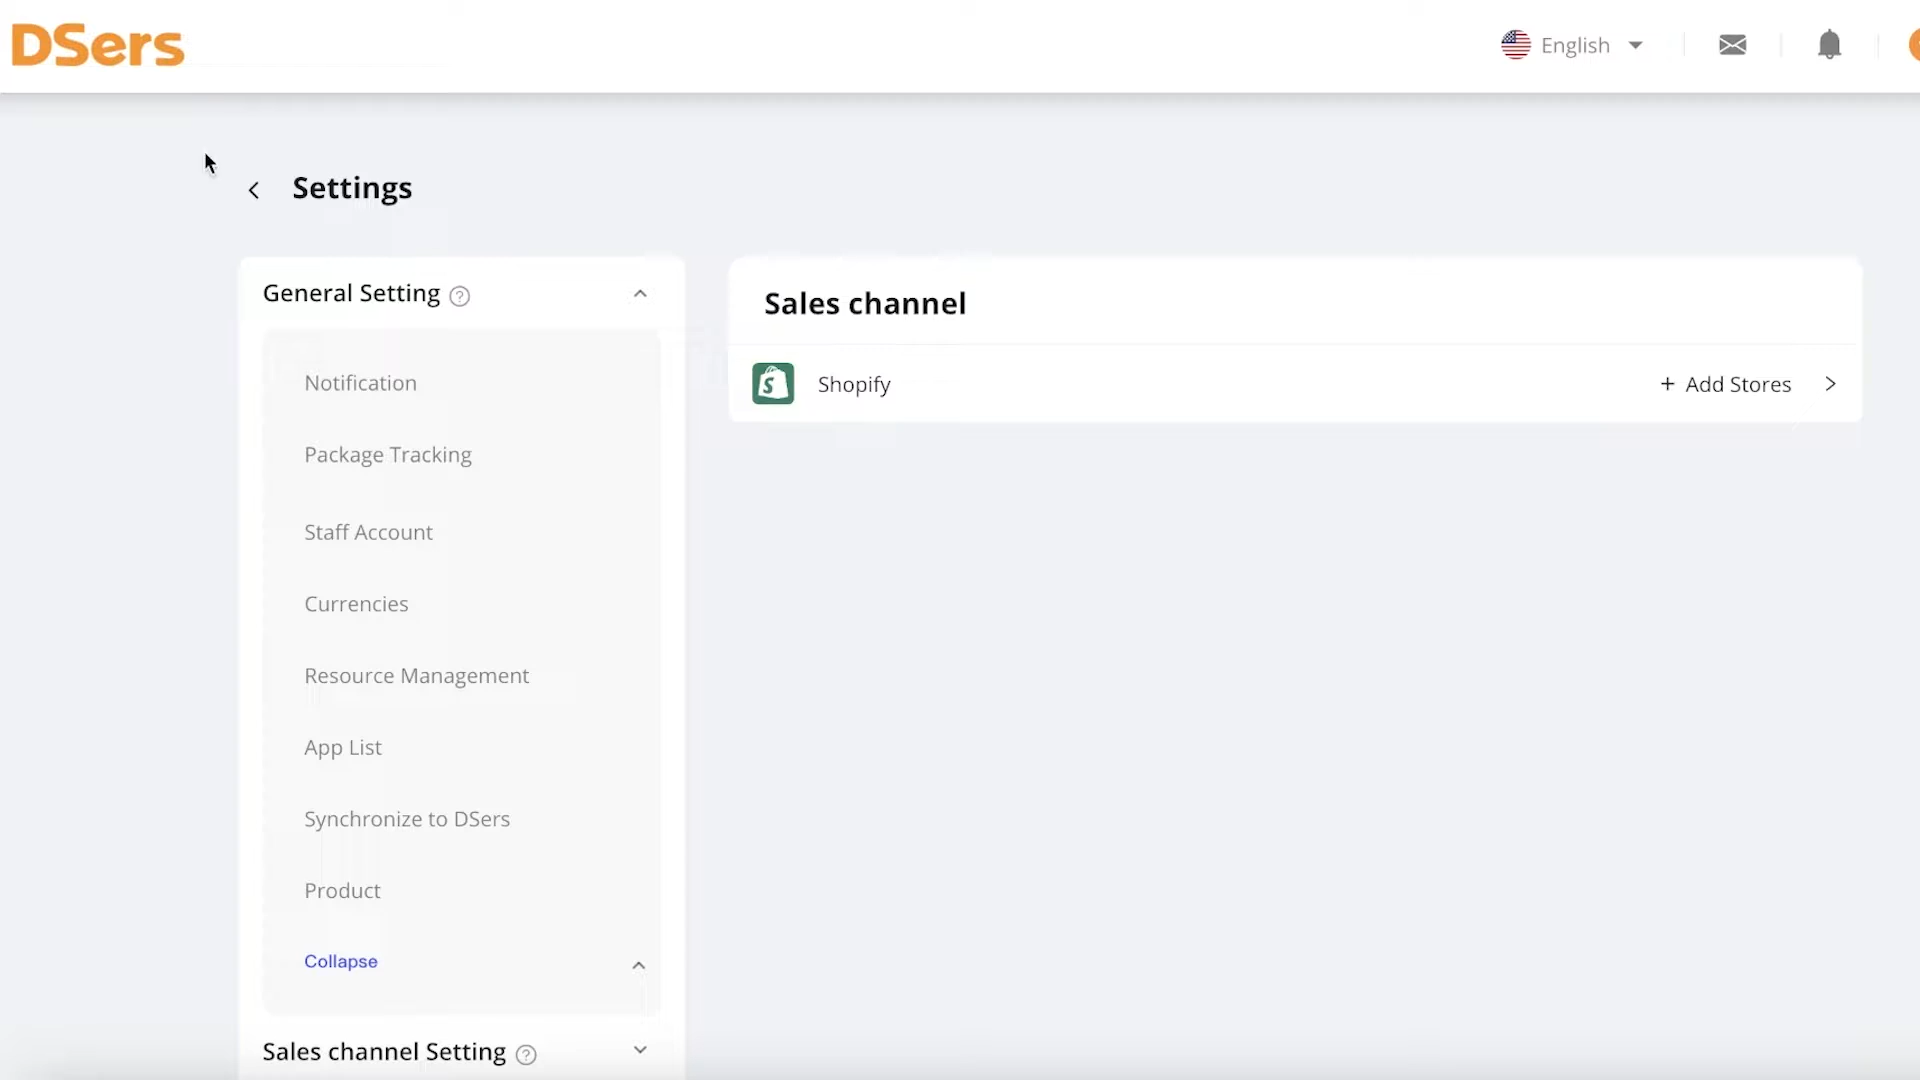 DSers
English
Settings
General Setting
Notification
Package Tracking
Staff Account
Currencies
Resource Management
App List
Synchronize to DSers
Product
Collapse
Sales channel Setting
Sales channel
Shopify
+ Add Stores